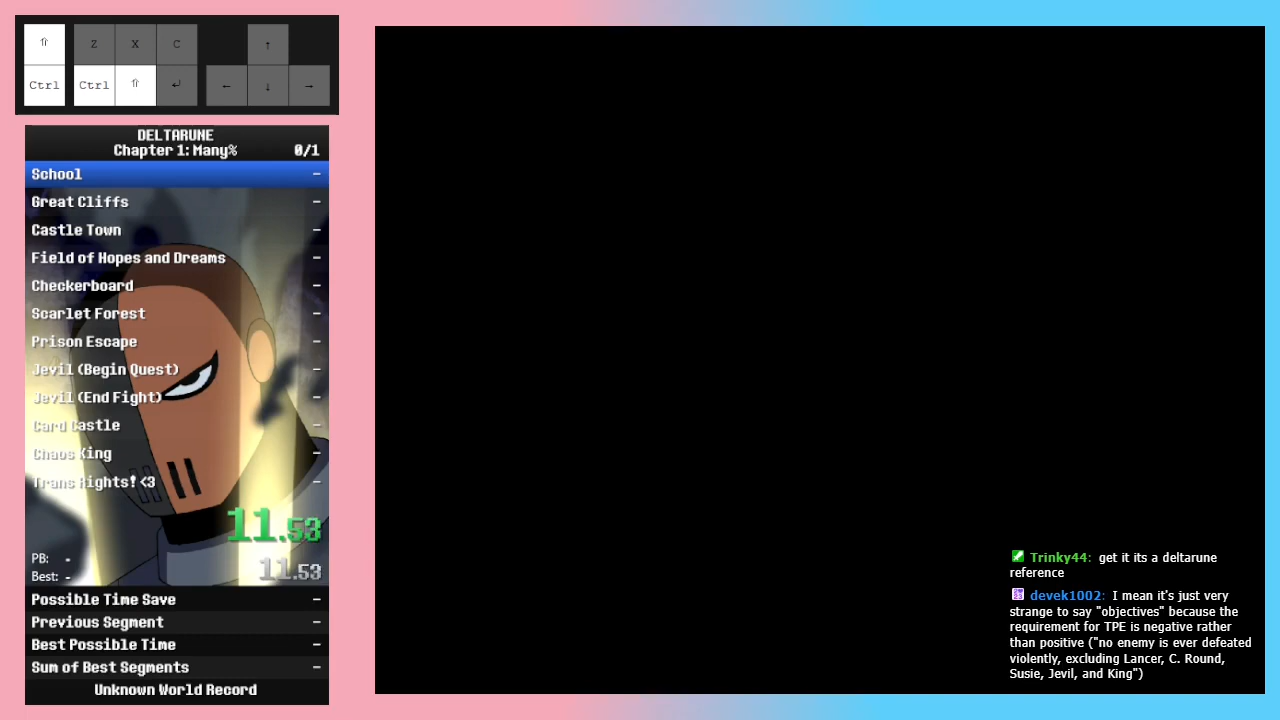 ⇧ Z X C ↑
Ctrl Ctrl ⇧ ↵ ← ↓ →
DELTARUNE
Chapter 1: Many% 0/1
School -
Great Cliffs -
Castle Town -
Field of Hopes and Dreams -
Checkerboard -
Scarlet Forest -
Prison Escape -
Jevil (Begin Quest) -
Jevil (End Fight) -
Card Castle -
Chaos King -
Trans Rights! <3 -
11.53
PB: -
Best: - 11.53
Possible Time Save -
Previous Segment -
Best Possible Time -
Sum of Best Segments -
Unknown World Record
Trinky44: get it its a deltarune
reference
devek1002: I mean it's just very
strange to say "objectives" because the
requirement for TPE is negative rather
than positive ("no enemy is ever defeated
violently, excluding Lancer, C. Round,
Susie, Jevil, and King")